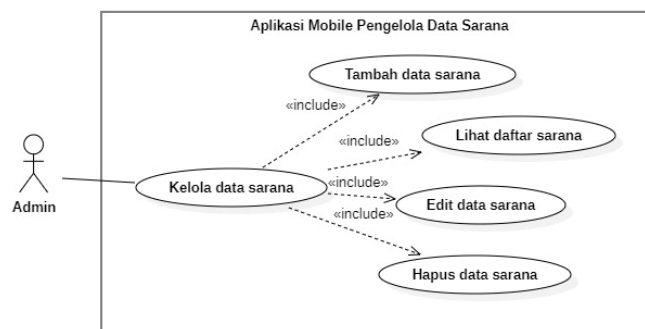 Aplikasi Mobile Pengelola Data Sarana
Tambah data sarana
«include»
Lihat daftar sarana
«include»
Admin
Kelola data sarana
«include»
Edit data sarana
«include»
Hapus data sarana